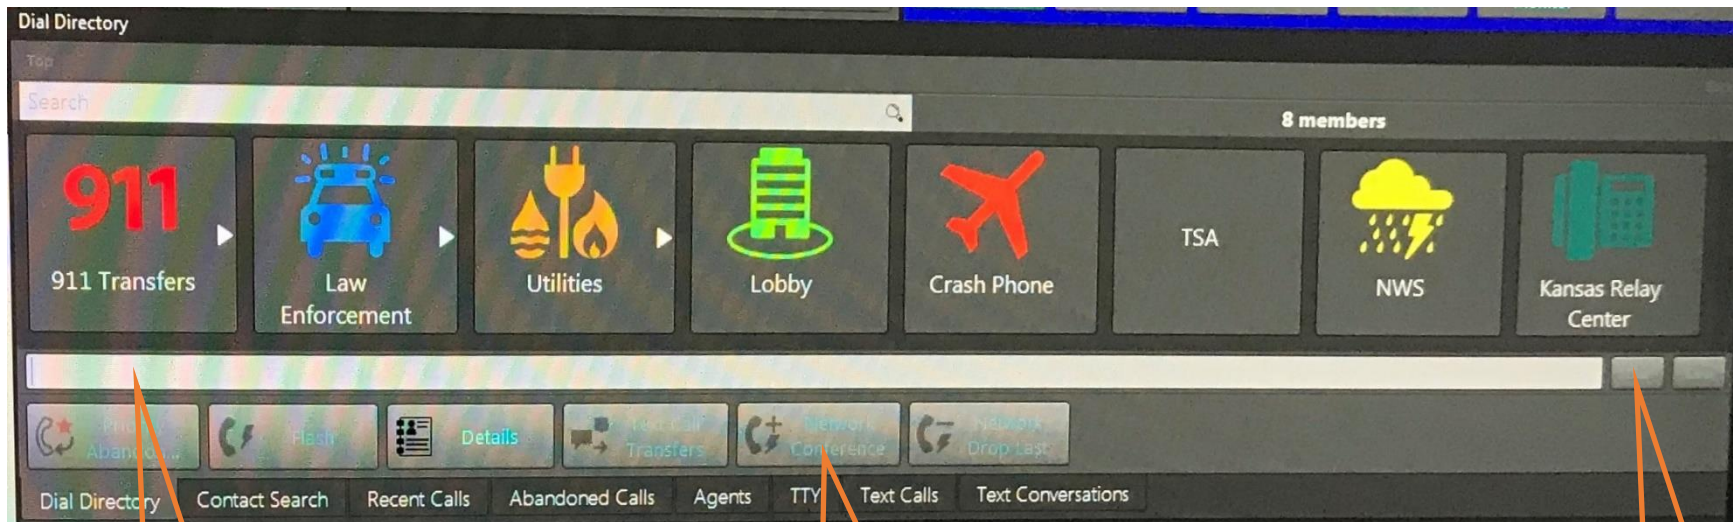 Dial Directory
Top
Search
8 members
911
911 Transfers
Law
Enforcement
Utilities
Lobby
Crash Phone
TSA
NWS
Kansas Relay
Center
Flash
Details
Transfers
Network
Conference
Network
Drop Last
Dial Directory Contact Search Recent Calls Abandoned Calls Agents TTY Text Calls Text Conversations